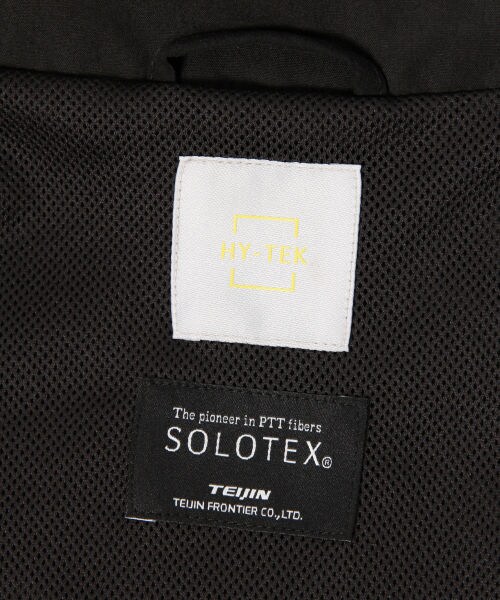 HY-TEK
The pioneer in PTT fibers
SOLOTEX®
TEIJIN
TEIJIN FRONTIER CO.,LTD.